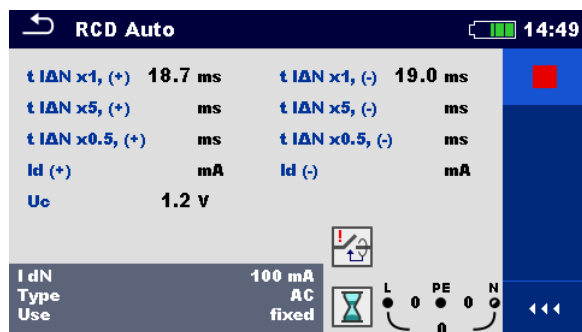 RCD Auto 14:49
t IΔN x1, (+) 18.7 ms t IΔN x1, (-) 19.0 ms
t IΔN x5, (+) ms t IΔN x5, (-) ms
t IΔN x0.5, (+) ms t IΔN x0.5, (-) ms
Id (+) mA Id (-) mA
Uc 1.2 V
I dN 100 mA
Type AC
Use fixed
L PE N
0 0
0